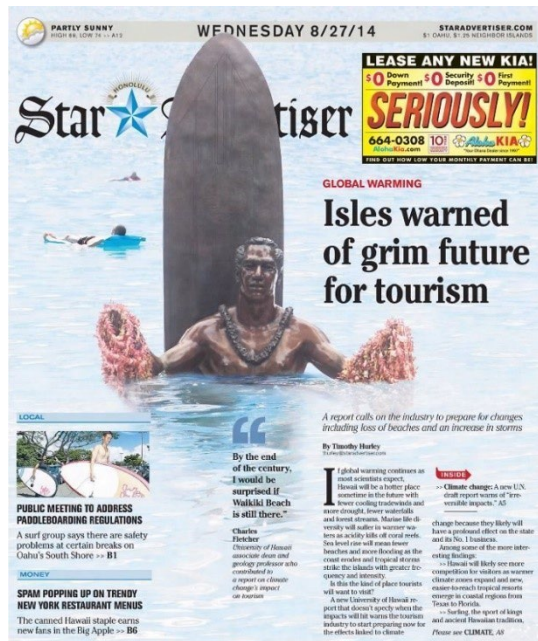 PARTLY SUNNY
WEDNESDAY 8/27/14
STARADVERTISER.COM
$1 OAHU, $1.25 NEIGHBOR ISLANDS
HONOLULU
Star tiser
LEASE ANY NEW KIA!
$0 Down Payment! $0 Security Deposit! $0 First Payment!
SERIOUSLY!
664-0308
AlohaKia.com
Aloha KIA
FIND OUT HOW LOW YOUR MONTHLY PAYMENT CAN BE!
GLOBAL WARMING
Isles warned
of grim future
for tourism
A report calls on the industry to prepare for changes
including loss of beaches and an increase in storms
By Timothy Hurley
If global warming continues as
most scientists expect,
Hawaii will be a hotter place
sometime in the future with
fewer cooling tradewinds and
more drought, fewer waterfalls
and forest streams. Marine life di-
versity will suffer in warmer wa-
ters as acidity kills off coral reefs.
Sea level rise will mean fewer
beaches and more flooding as the
coast erodes and tropical storms
strike the islands with greater fre-
quency and intensity.
Is this the kind of place tourists
will want to visit?
A new University of Hawaii re-
port that doesn't specify when the
impacts will hit warns the tourism
industry to start preparing now for
the effects linked to climate
INSIDE
>> Climate change: A new U.N.
draft report warns of "irre-
versible impacts." A5
change because they likely will
have a profound effect on the state
and its No. 1 business.
Among some of the more inter-
esting findings:
>> Hawaii will likely see more
competition for visitors as warmer
climate zones expand and new,
easier-to-reach tropical resorts
emerge in coastal regions from
Texas to Florida.
>> Surfing, the sport of kings
and ancient Hawaiian tradition,
Please see CLIMATE, A8
LOCAL
PUBLIC MEETING TO ADDRESS
PADDLEBOARDING REGULATIONS
A surf group says there are safety
problems at certain breaks on
Oahu's South Shore >> B1
MONEY
SPAM POPPING UP ON TRENDY
NEW YORK RESTAURANT MENUS
The canned Hawaii staple earns
new fans in the Big Apple >> B6
“
By the end
of the century,
I would be
surprised if
Waikiki Beach
is still there.”
Charles
Fletcher
University of Hawaii
associate dean and
geology professor who
contributed to
a report on climate
change's impact
on tourism